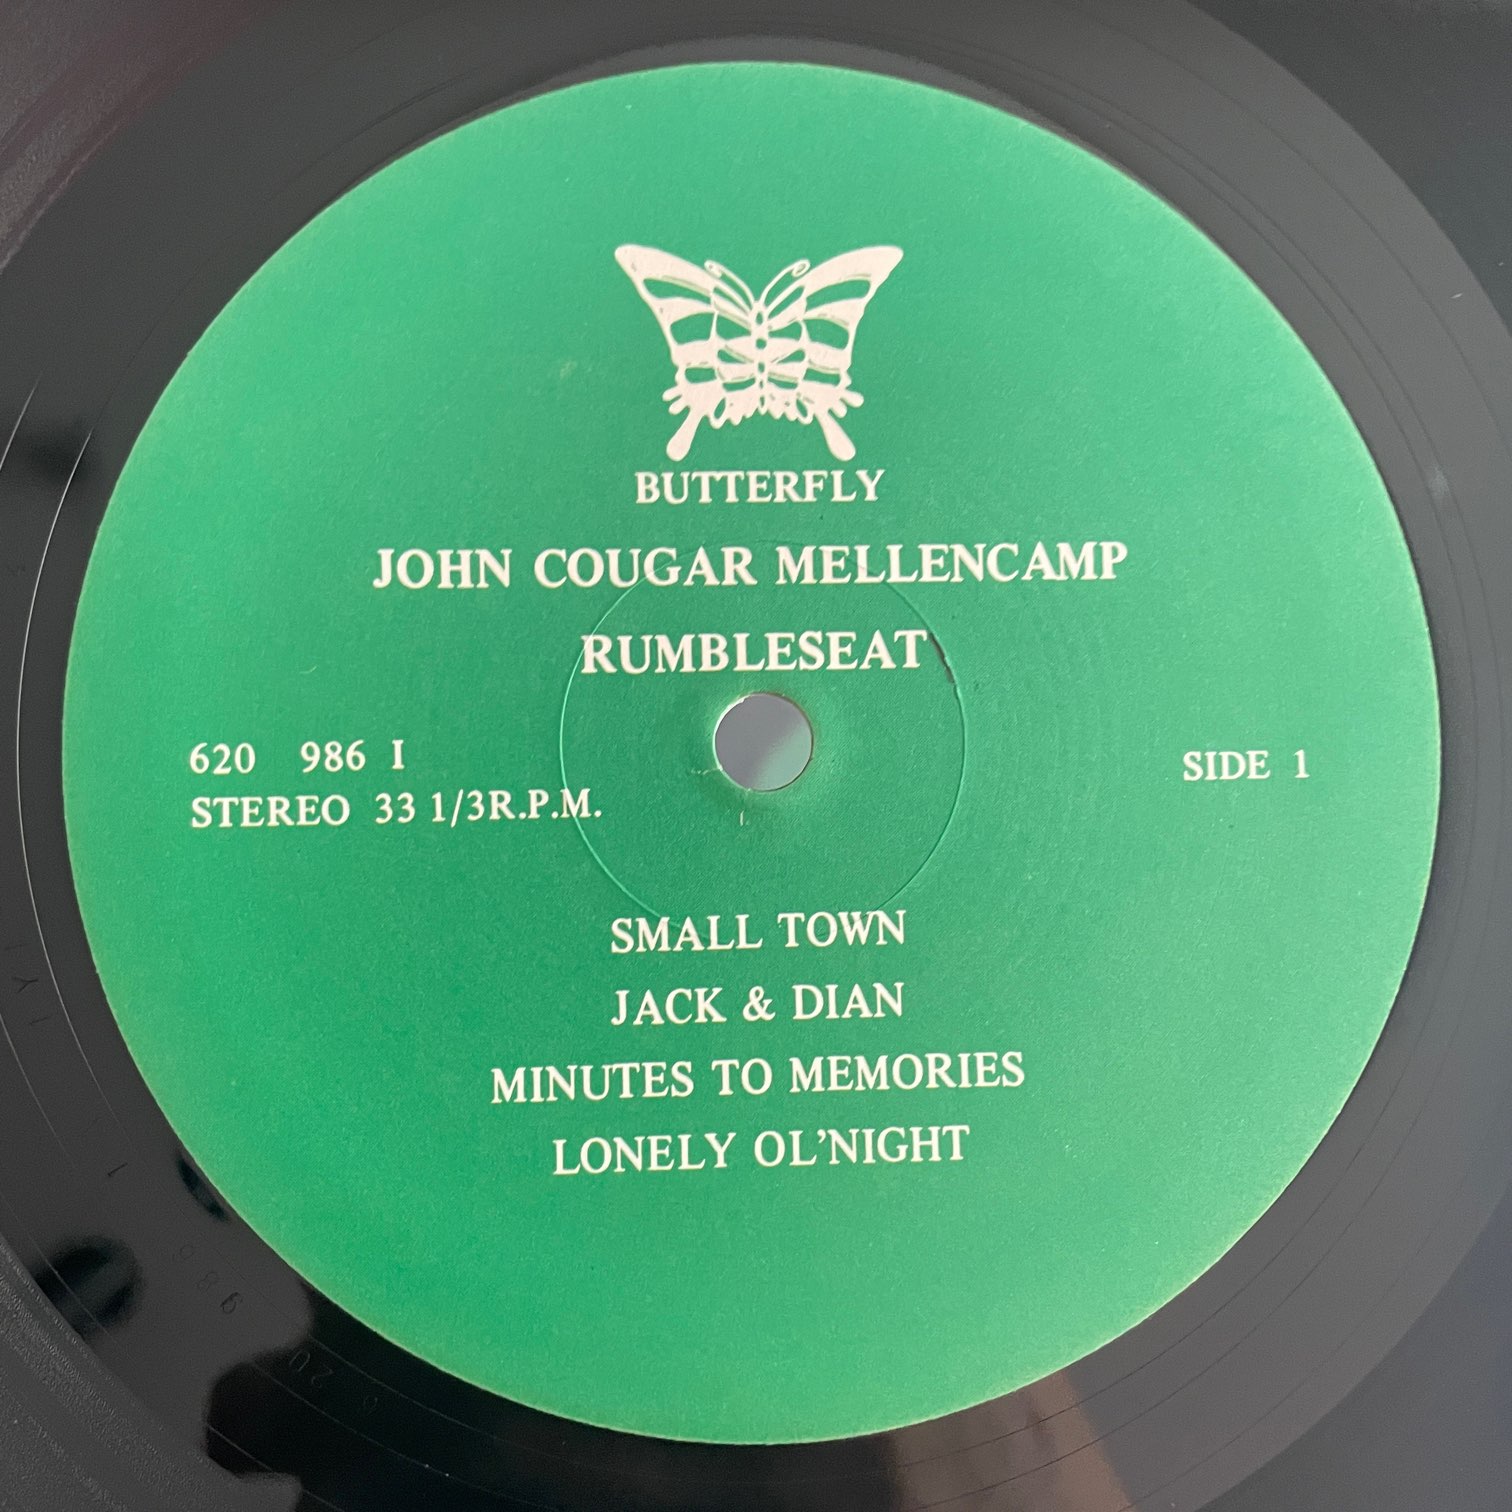 BUTTERFLY
JOHN COUGAR MELLENCAMP
RUMBLESEAT
620 986 I
STEREO 33 1/3R.P.M.
SIDE 1
SMALL TOWN
JACK & DIAN
MINUTES TO MEMORIES
LONELY OL'NIGHT